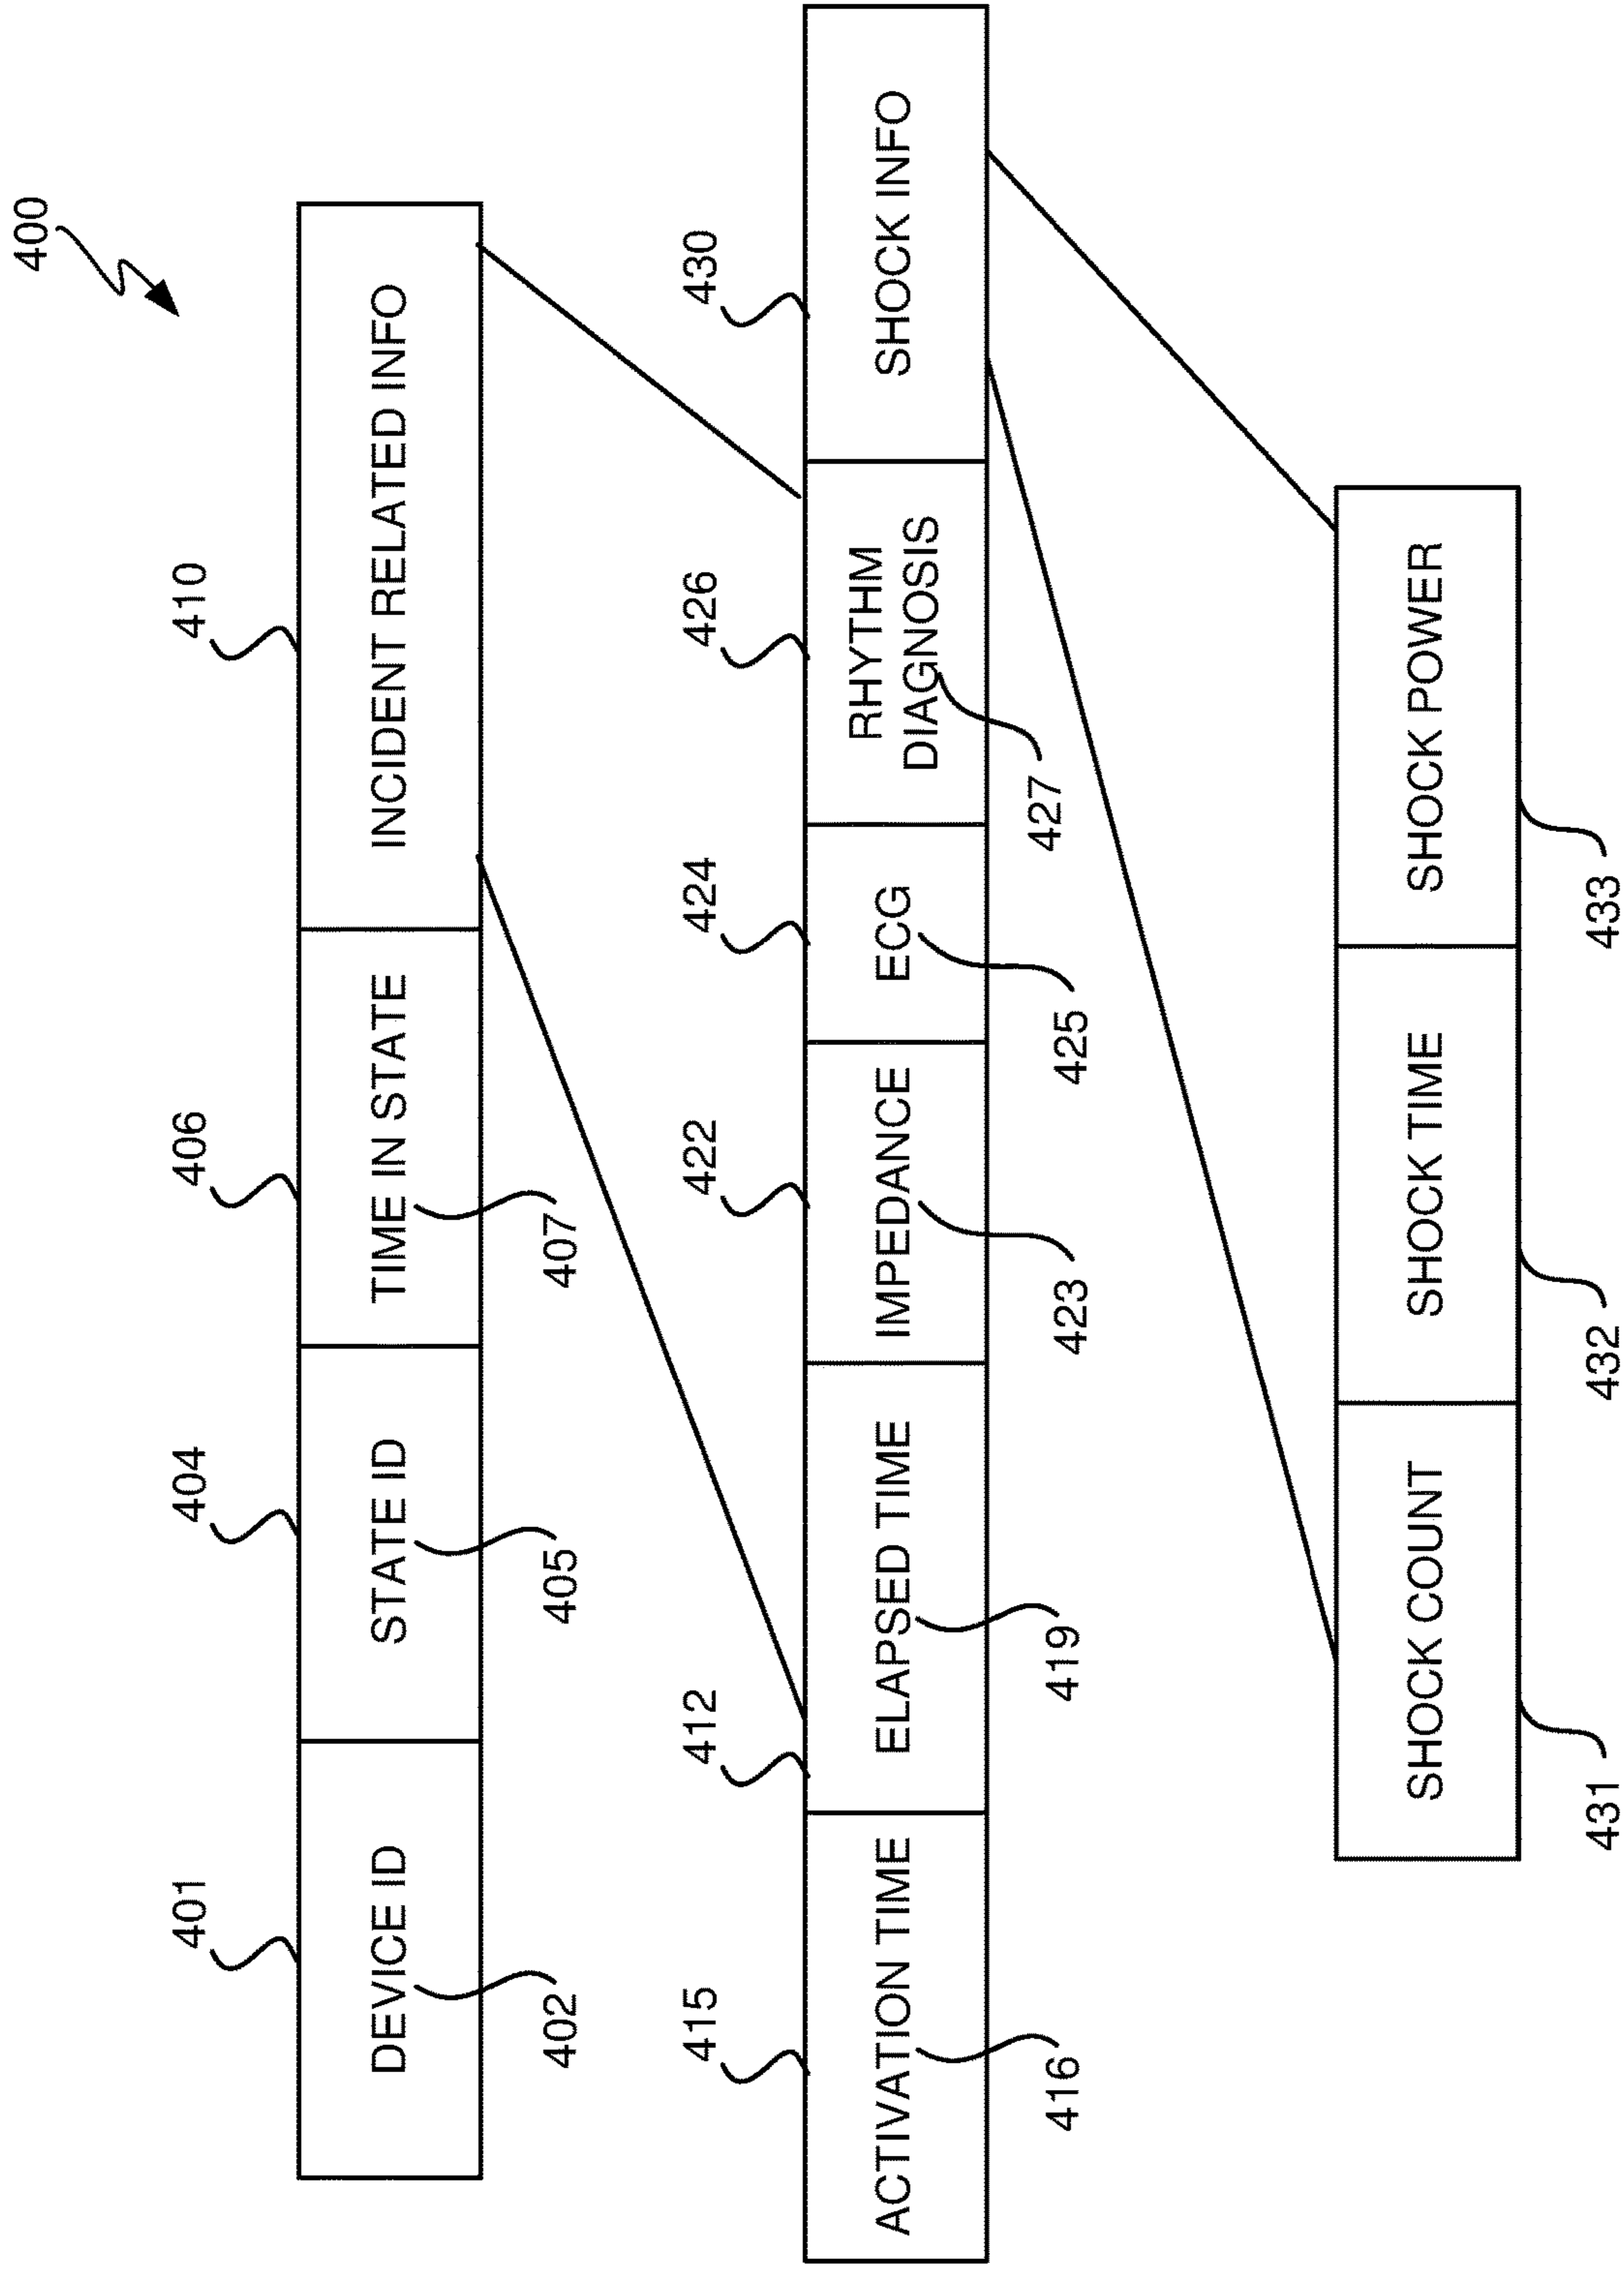 400
401
404
406
410
DEVICE ID
STATE ID
TIME IN STATE
INCIDENT RELATED INFO
402
405
407
415
412
422
424
426
430
ACTIVATION TIME
ELAPSED TIME
IMPEDANCE
ECG
RHYTHM
DIAGNOSIS
SHOCK INFO
416
419
423
425
427
SHOCK COUNT
SHOCK TIME
SHOCK POWER
431
432
433